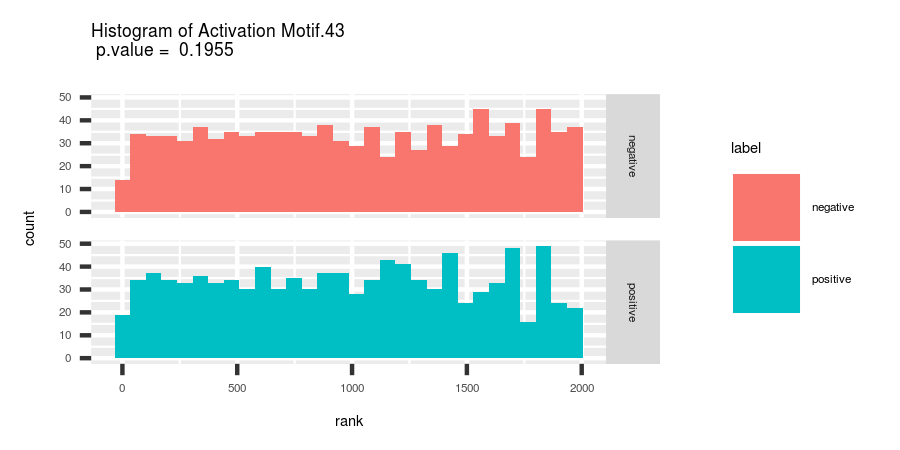 Histogram of Activation Motif.43
p.value =  0.1955
count
50
40
30
20
10
0
negative
50
40
30
20
10
0
positive
0 500 1000 1500 2000
rank
label
negative
positive